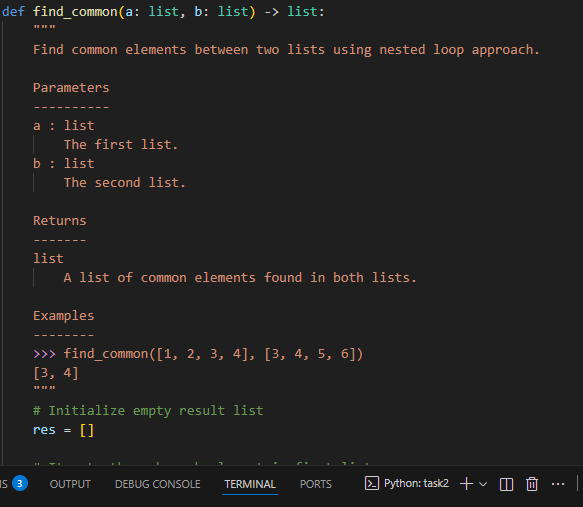 def find_common(a: list, b: list) -> list:
"""
Find common elements between two lists using nested loop approach.
Parameters
----------
a : list
The first list.
b : list
The second list.
Returns
-------
list
A list of common elements found in both lists.
Examples
--------
>>> find_common([1, 2, 3, 4], [3, 4, 5, 6])
[3, 4]
"""
# Initialize empty result list
res = []
3 OUTPUT DEBUG CONSOLE TERMINAL PORTS Python: task2